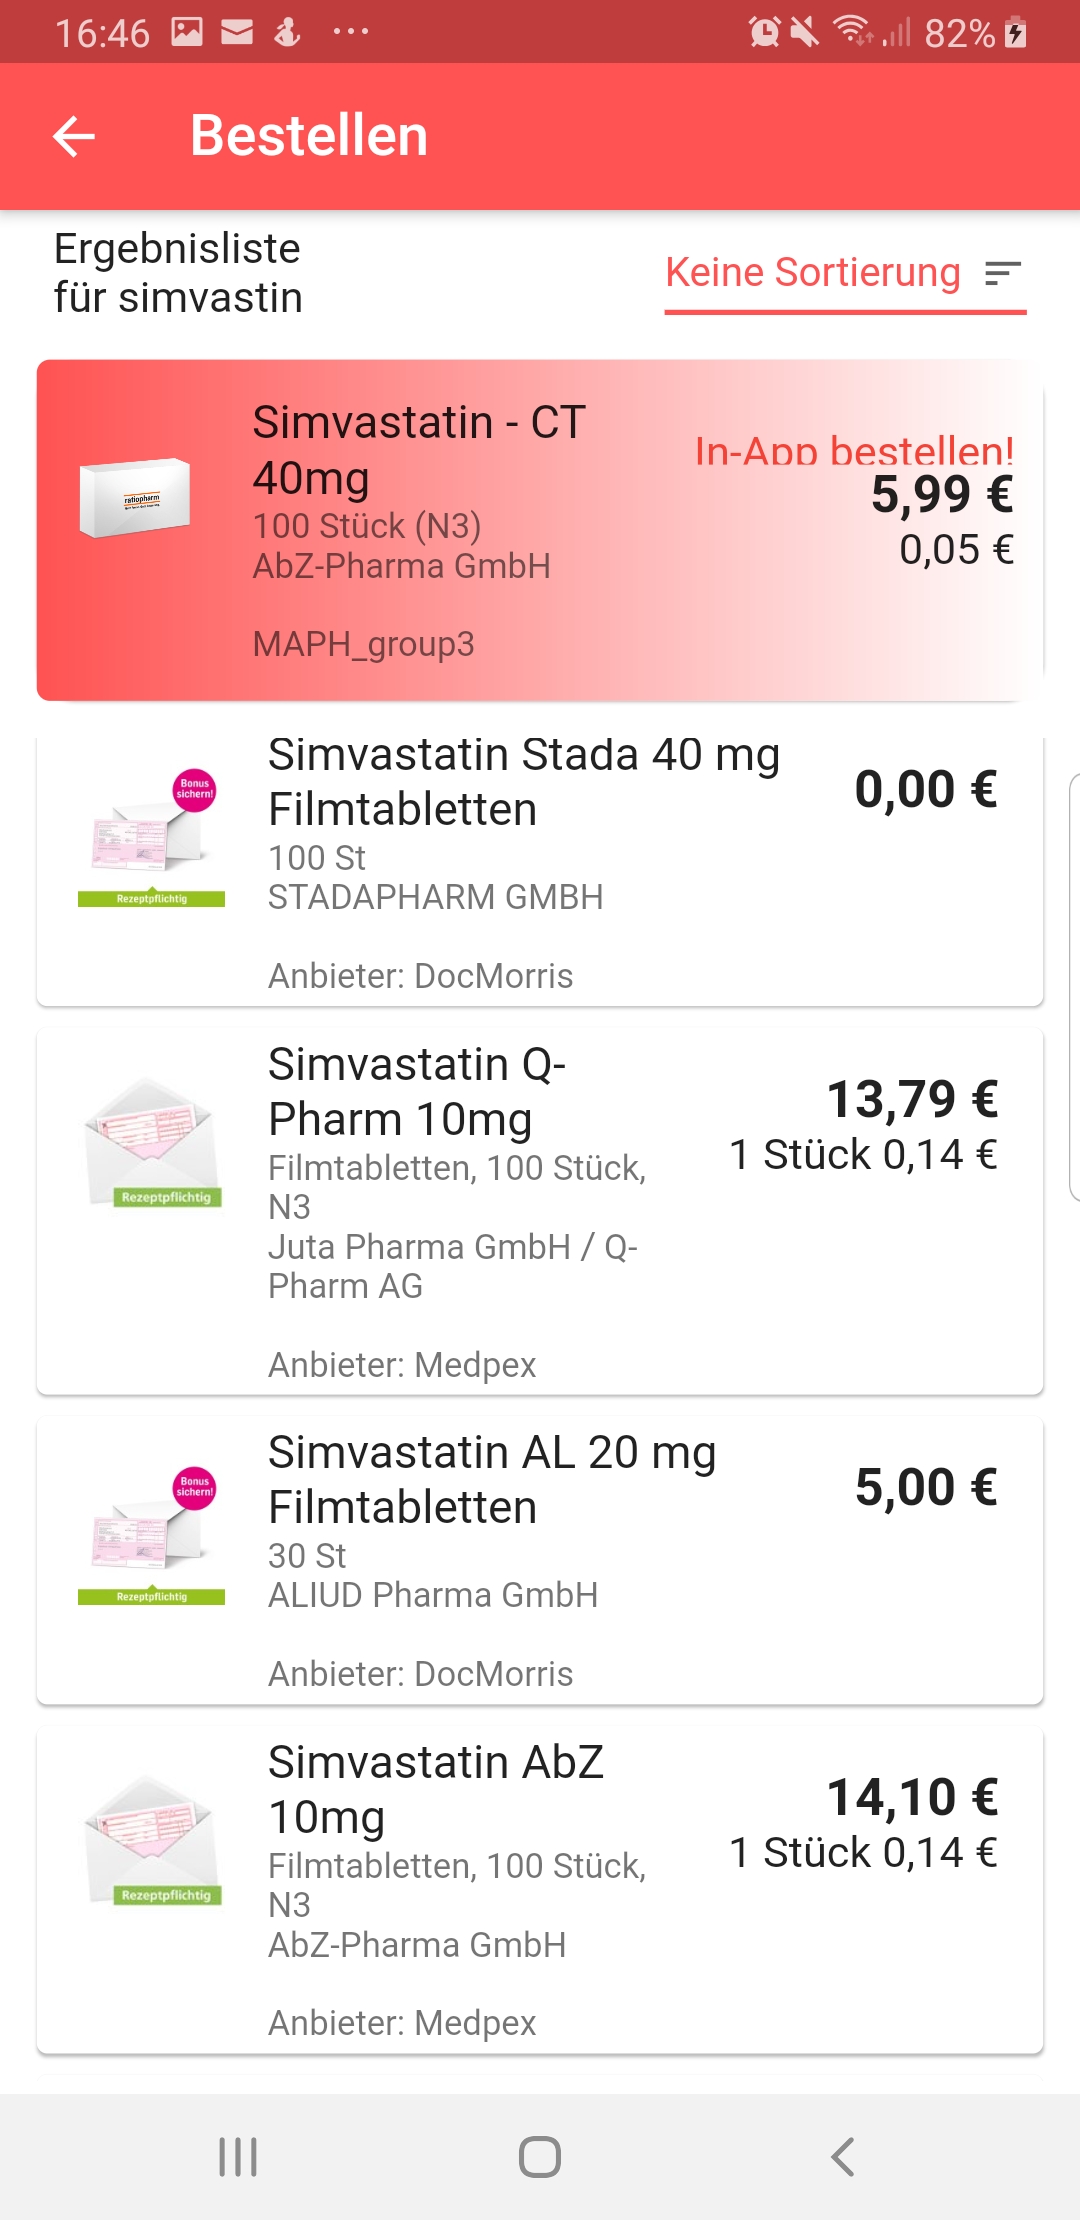 16:46
82%
Bestellen
Ergebnisliste
für simvastin
Keine Sortierung
Simvastatin - CT
40mg
100 Stück (N3)
AbZ-Pharma GmbH
MAPH_group3
In-App bestellen!
5,99 €
0,05 €
ratiopharm
Simvastatin Stada 40 mg
Filmtabletten
100 St
STADAPHARM GMBH
Anbieter: DocMorris
0,00 €
Bonus
sichern!
Rezeptpflichtig
Simvastatin Q-
Pharm 10mg
Filmtabletten, 100 Stück,
N3
Juta Pharma GmbH / Q-
Pharm AG
Anbieter: Medpex
13,79 €
1 Stück 0,14 €
Rezeptpflichtig
Simvastatin AL 20 mg
Filmtabletten
30 St
ALIUD Pharma GmbH
Anbieter: DocMorris
5,00 €
Bonus
sichern!
Rezeptpflichtig
Simvastatin AbZ
10mg
Filmtabletten, 100 Stück,
N3
AbZ-Pharma GmbH
Anbieter: Medpex
14,10 €
1 Stück 0,14 €
Rezeptpflichtig